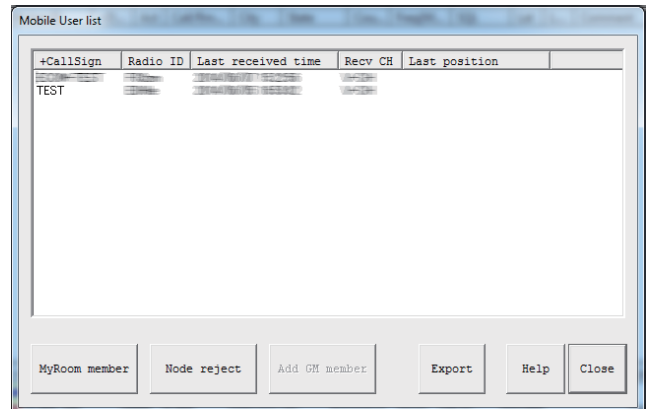 Mobile User list
+CallSign Radio ID Last received time Recv CH Last position
TEST
MyRoom member Node reject Add GM member Export Help Close